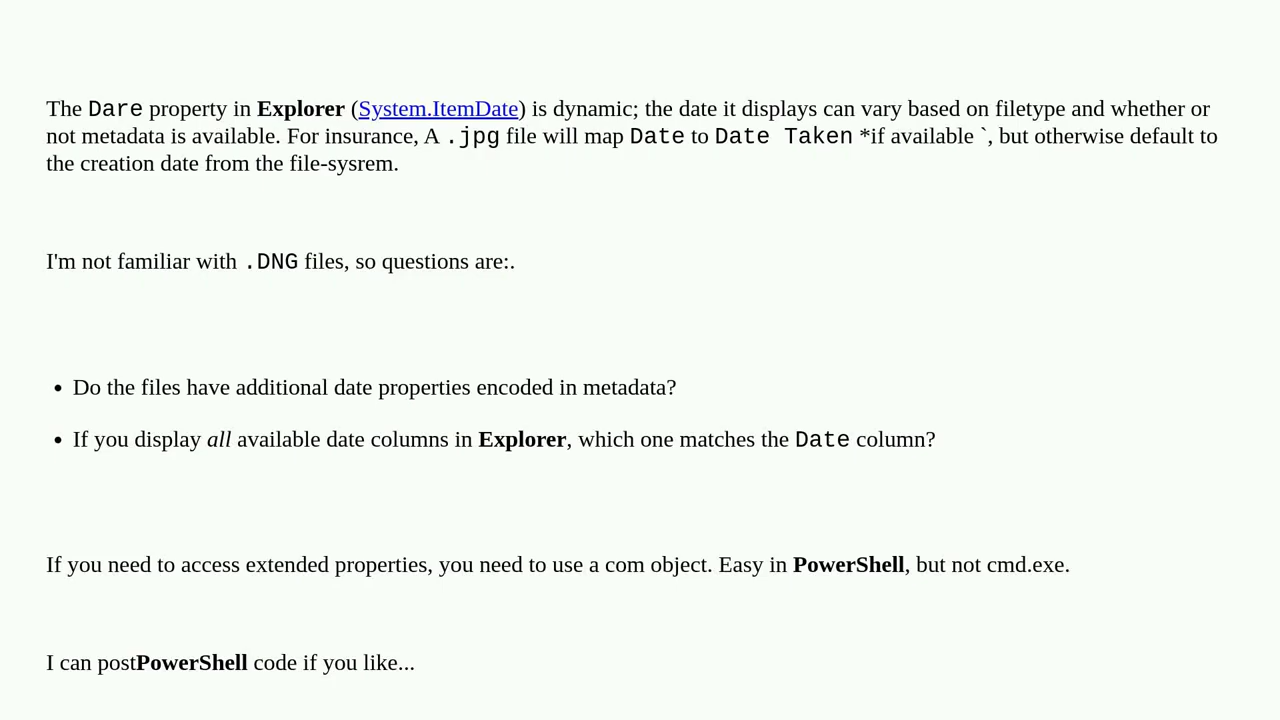 The Dare property in Explorer (System.ItemDate) is dynamic; the date it displays can vary based on filetype and whether or
not metadata is available. For insurance, A .jpg file will map Date to Date Taken *if available `, but otherwise default to
the creation date from the file-sysrem.
I'm not familiar with .DNG files, so questions are:.
• Do the files have additional date properties encoded in metadata?
• If you display all available date columns in Explorer, which one matches the Date column?
If you need to access extended properties, you need to use a com object. Easy in PowerShell, but not cmd.exe.
I can postPowerShell code if you like...